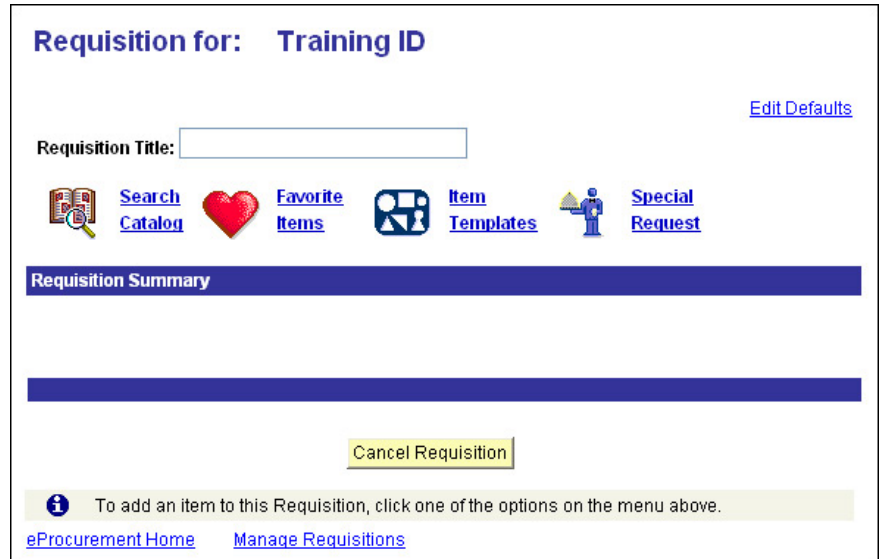 Requisition for: Training ID
Edit Defaults
Requisition Title:
Search Catalog
Favorite Items
Item Templates
Special Request
Requisition Summary
Cancel Requisition
To add an item to this Requisition, click one of the options on the menu above.
eProcurement Home Manage Requisitions